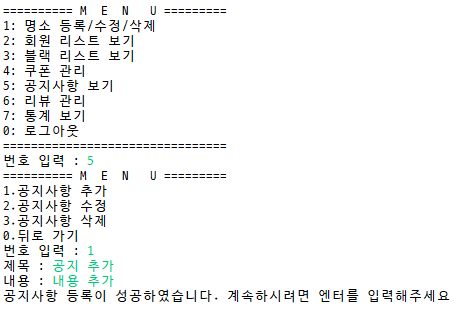 ========== M  E  N  U =========
1: 명소 등록/수정/삭제
2: 회원 리스트 보기
3: 블랙 리스트 보기
4: 쿠폰 관리
5: 공지사항 보기
6: 리뷰 관리
7: 통계 보기
0: 로그아웃
================================
번호 입력 : 5
========== M  E  N  U =========
1.공지사항 추가
2.공지사항 수정
3.공지사항 삭제
0.뒤로 가기
번호 입력 : 1
제목 : 공지 추가
내용 : 내용 추가
공지사항 등록이 성공하였습니다. 계속하시려면 엔터를 입력해주세요